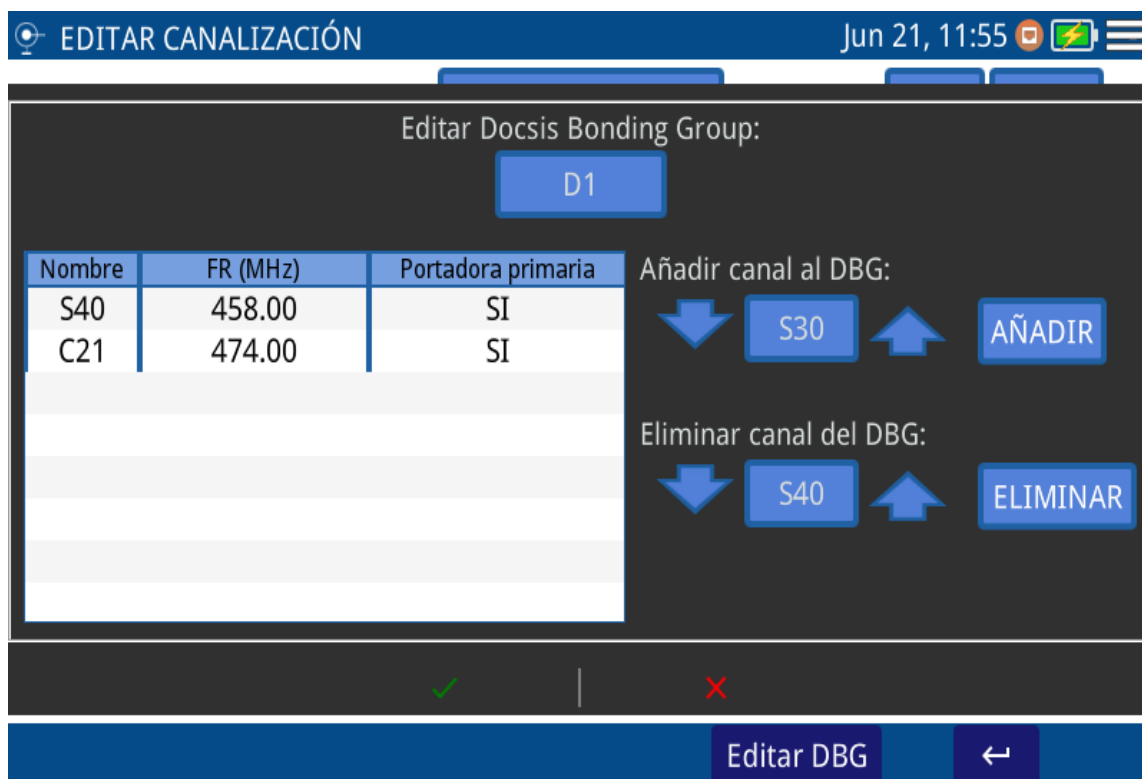 EDITAR CANALIZACIÓN Jun 21, 11:55
Editar Docsis Bonding Group:
D1
Nombre FR (MHz) Portadora primaria
S40 458.00 SI
C21 474.00 SI
Añadir canal al DBG:
S30 AÑADIR
Eliminar canal del DBG:
S40 ELIMINAR
Editar DBG